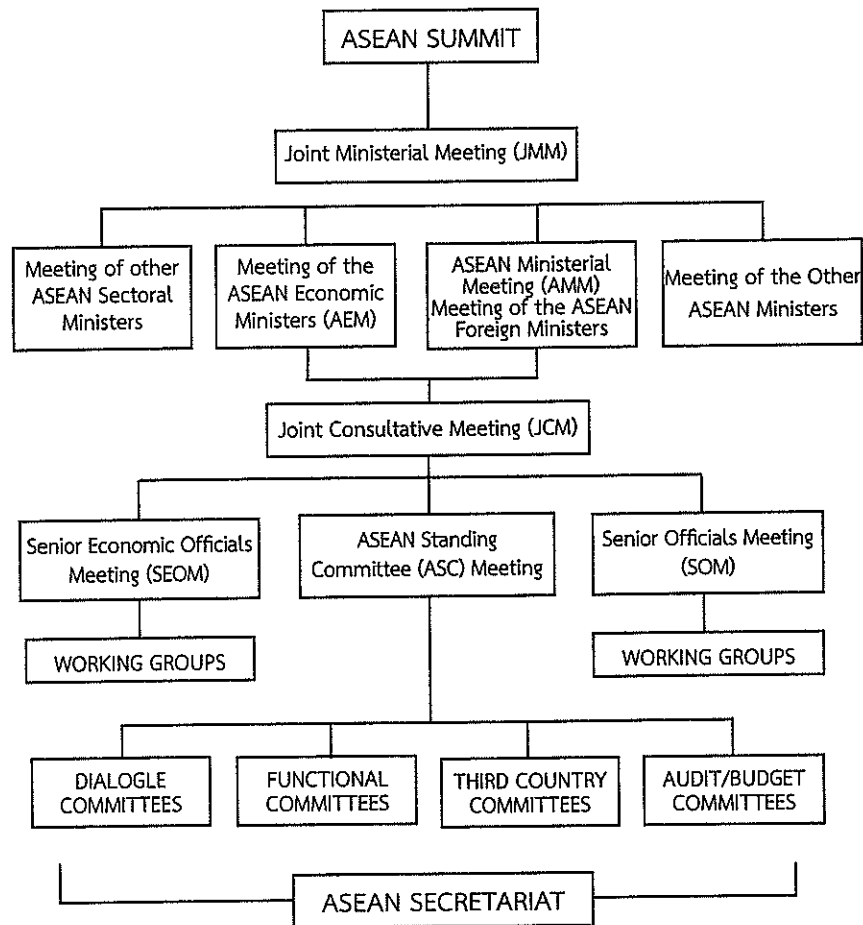 ASEAN SUMMIT
Joint Ministerial Meeting (JMM)
Meeting of other
ASEAN Sectoral
Ministers
Meeting of the
ASEAN Economic
Ministers (AEM)
ASEAN Ministerial
Meeting (AMM)
Meeting of the ASEAN
Foreign Ministers
Meeting of the Other
ASEAN Ministers
Joint Consultative Meeting (JCM)
Senior Economic Officials
Meeting (SEOM)
ASEAN Standing
Committee (ASC) Meeting
Senior Officials Meeting
(SOM)
WORKING GROUPS
WORKING GROUPS
DIALOGLE
COMMITTEES
FUNCTIONAL
COMMITTEES
THIRD COUNTRY
COMMITTEES
AUDIT/BUDGET
COMMITTEES
ASEAN SECRETARIAT